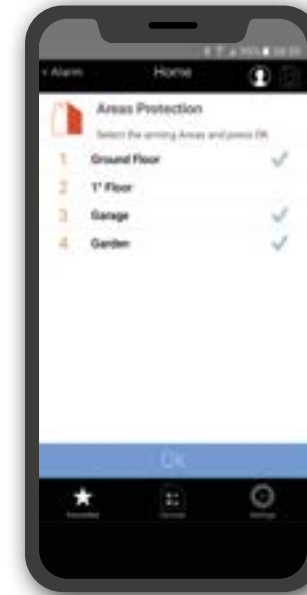 < Alarm Home
Areas Protection
Select the arming Areas and press OK
1 Ground Floor
2 1° Floor
3 Garage
4 Garden
Ok
Settings